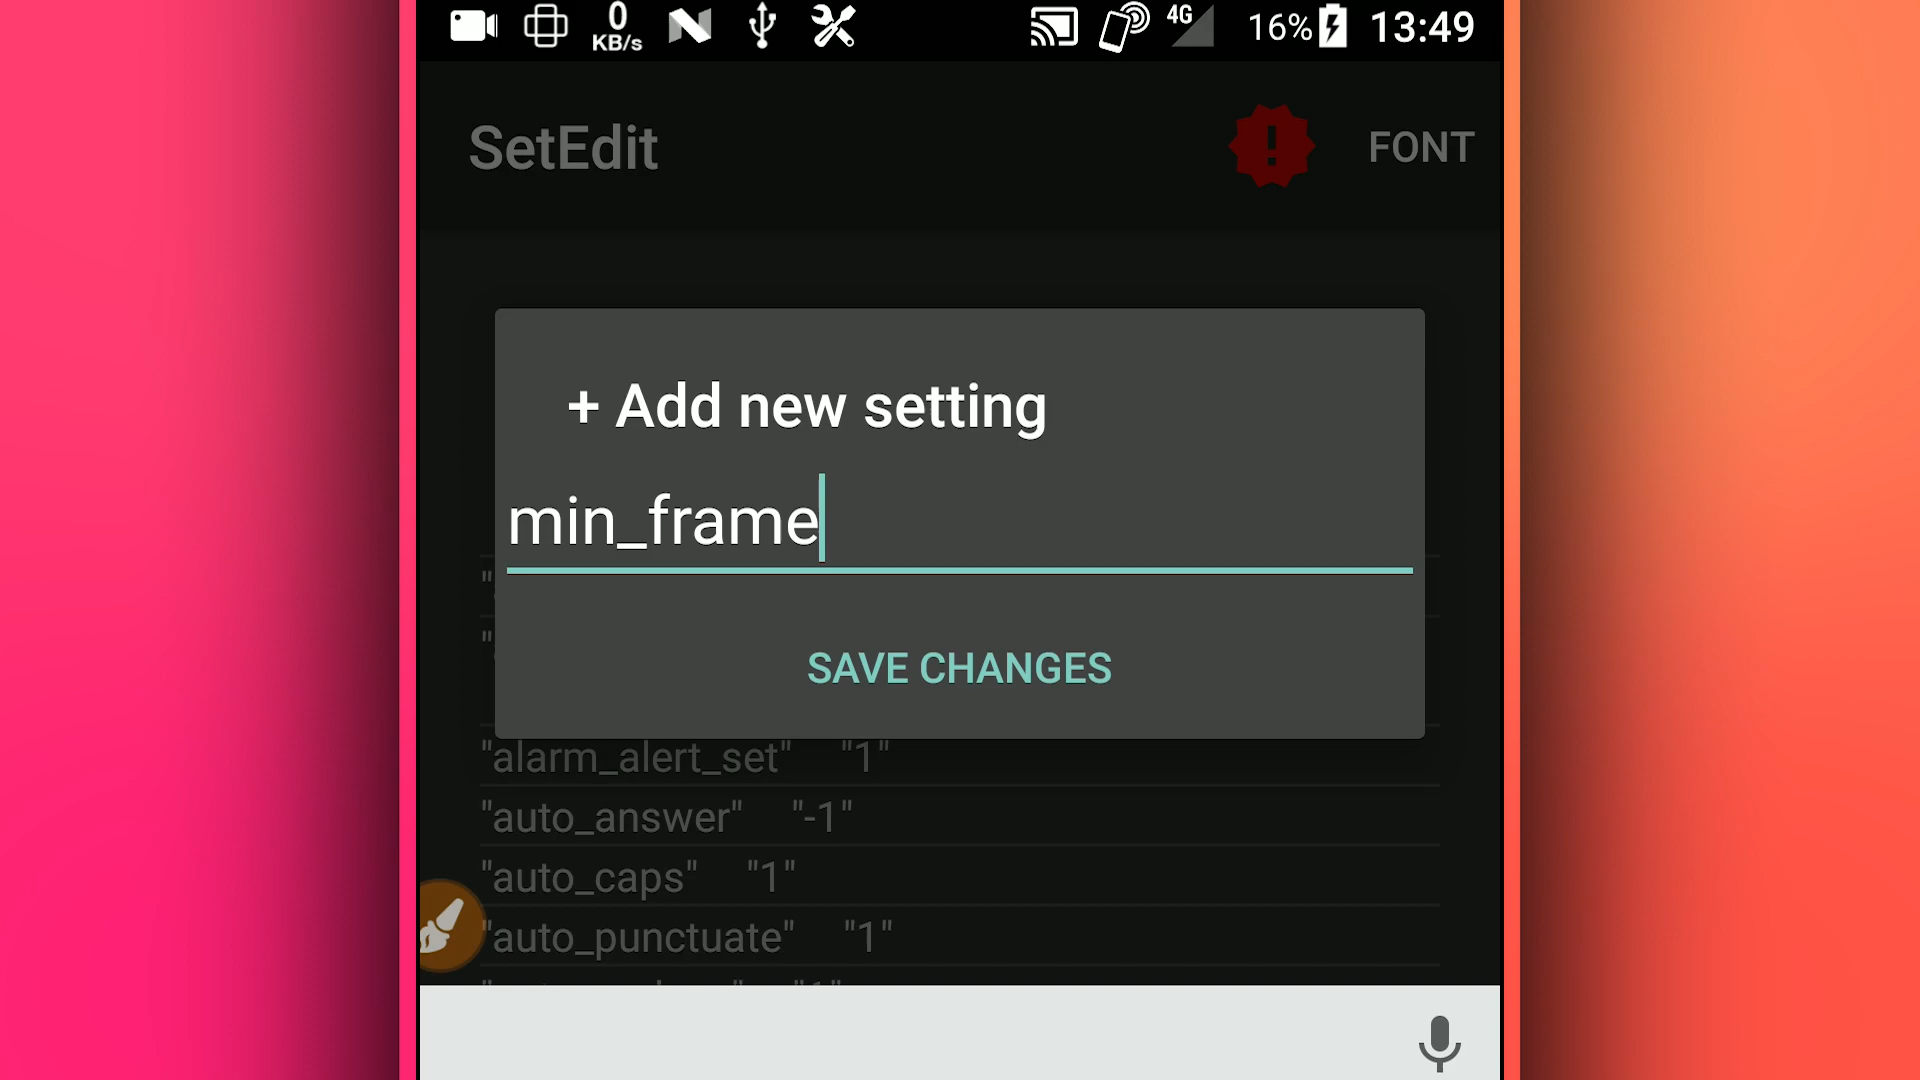 0
KB/s
4G
16%
13:49
SetEdit
FONT
+ Add new setting
min_frame
SAVE CHANGES
"alarm_alert_set" "1"
"auto_answer" "-1"
"auto_caps" "1"
"auto_punctuate" "1"